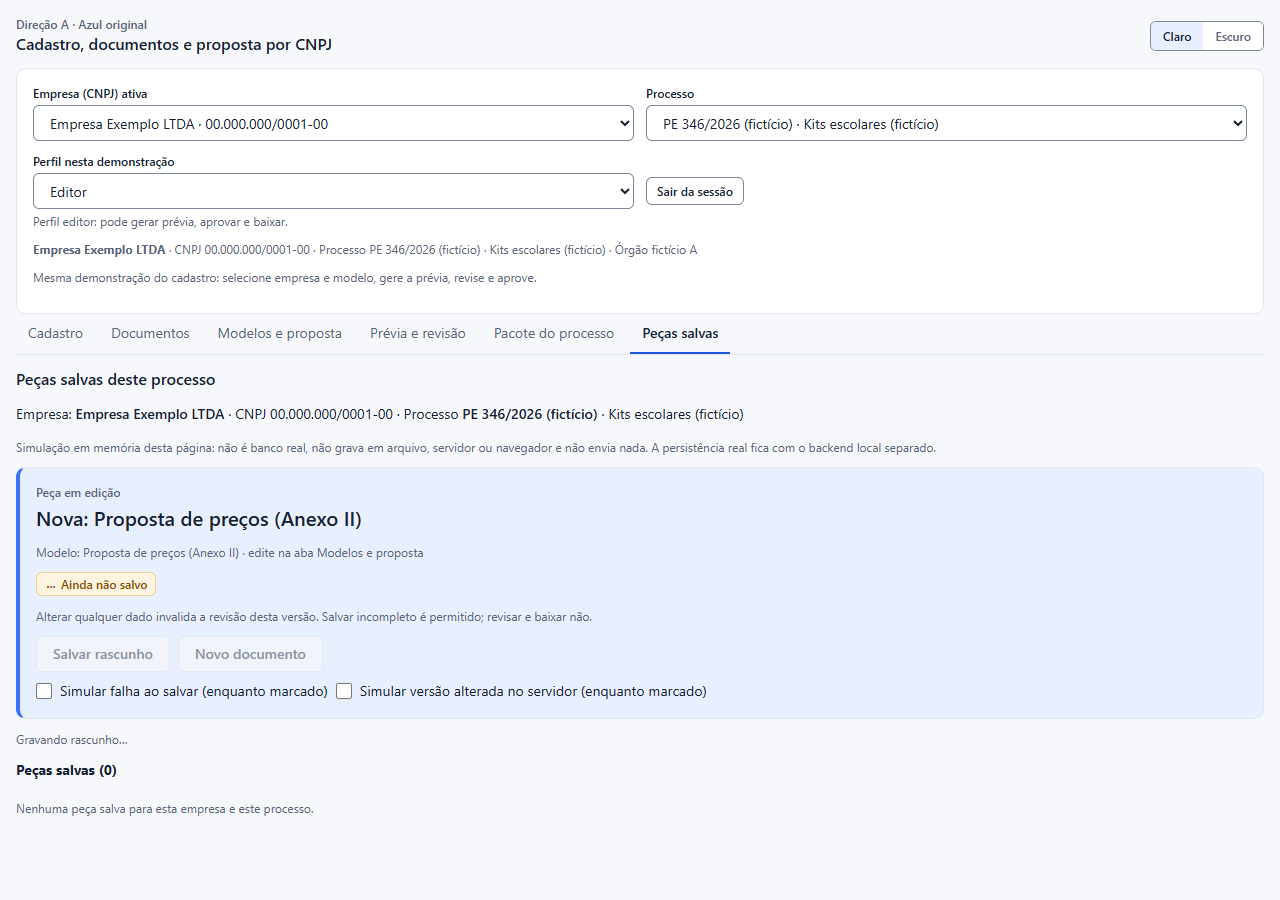 Direção A · Azul original
Cadastro, documentos e proposta por CNPJ
Claro
Escuro
Empresa (CNPJ) ativa
Processo
Empresa Exemplo LTDA · 00.000.000/0001-00
PE 346/2026 (fictício) · Kits escolares (fictício)
Perfil nesta demonstração
Editor
Sair da sessão
Perfil editor: pode gerar prévia, aprovar e baixar.
Empresa Exemplo LTDA · CNPJ 00.000.000/0001-00 · Processo PE 346/2026 (fictício) · Kits escolares (fictício) · Órgão fictício A
Mesma demonstração do cadastro: selecione empresa e modelo, gere a prévia, revise e aprove.
Cadastro
Documentos
Modelos e proposta
Prévia e revisão
Pacote do processo
Peças salvas
Peças salvas deste processo
Empresa: Empresa Exemplo LTDA · CNPJ 00.000.000/0001-00 · Processo PE 346/2026 (fictício) · Kits escolares (fictício)
Simulação em memória desta página: não é banco real, não grava em arquivo, servidor ou navegador e não envia nada. A persistência real fica com o backend local separado.
Peça em edição
Nova: Proposta de preços (Anexo II)
Modelo: Proposta de preços (Anexo II) · edite na aba Modelos e proposta
… Ainda não salvo
Alterar qualquer dado invalida a revisão desta versão. Salvar incompleto é permitido; revisar e baixar não.
Salvar rascunho
Novo documento
Simular falha ao salvar (enquanto marcado)
Simular versão alterada no servidor (enquanto marcado)
Gravando rascunho…
Peças salvas (0)
Nenhuma peça salva para esta empresa e este processo.